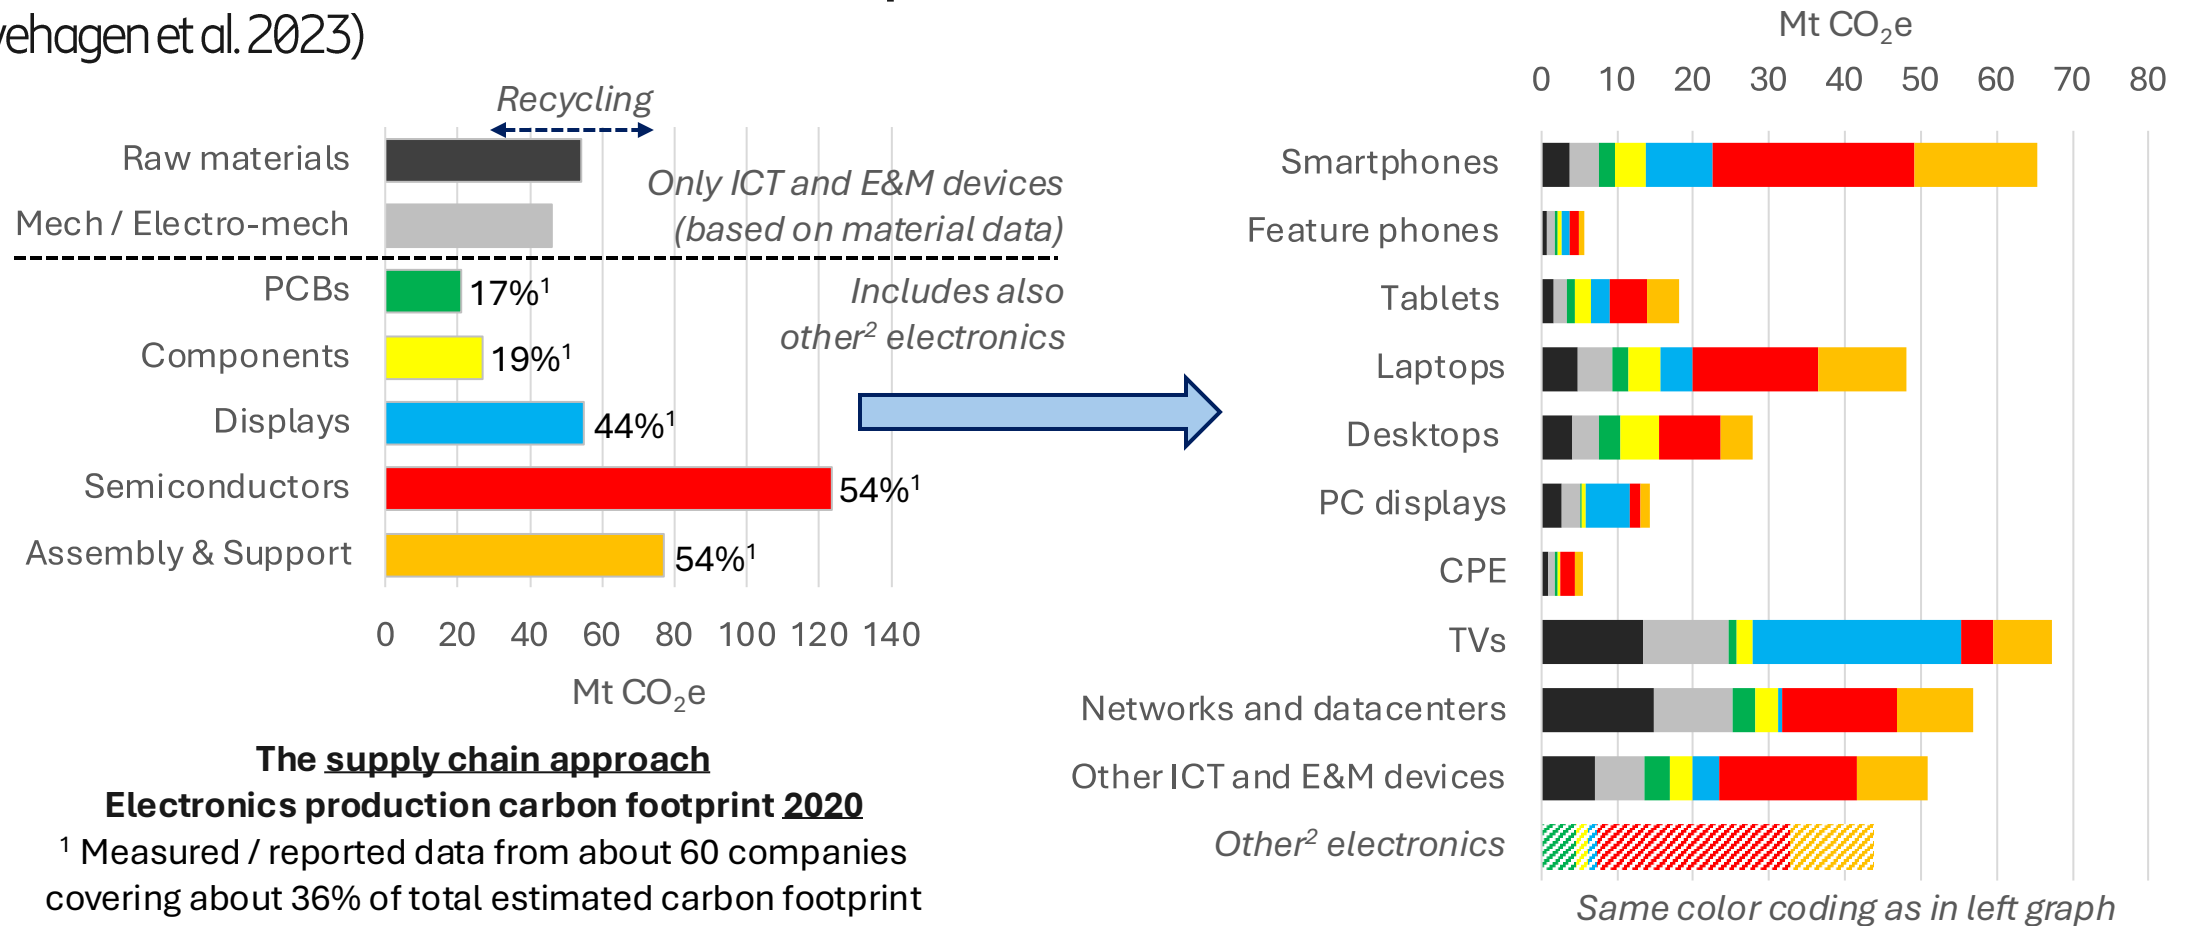 et al. 2023)
Recycling
Raw materials
Mech / Electro-mech
PCBs
Components
Displays
Semiconductors
Assembly & Support
17%¹
19%¹
44%¹
54%¹
54%¹
Only ICT and E&M devices
(based on material data)
Includes also
other² electronics
0 20 40 60 80 100 120 140
Mt CO₂e
The supply chain approach
Electronics production carbon footprint 2020
¹ Measured / reported data from about 60 companies
covering about 36% of total estimated carbon footprint
Mt CO₂e
0 10 20 30 40 50 60 70 80
Smartphones
Feature phones
Tablets
Laptops
Desktops
PC displays
CPE
TVs
Networks and datacenters
Other ICT and E&M devices
Other² electronics
Same color coding as in left graph